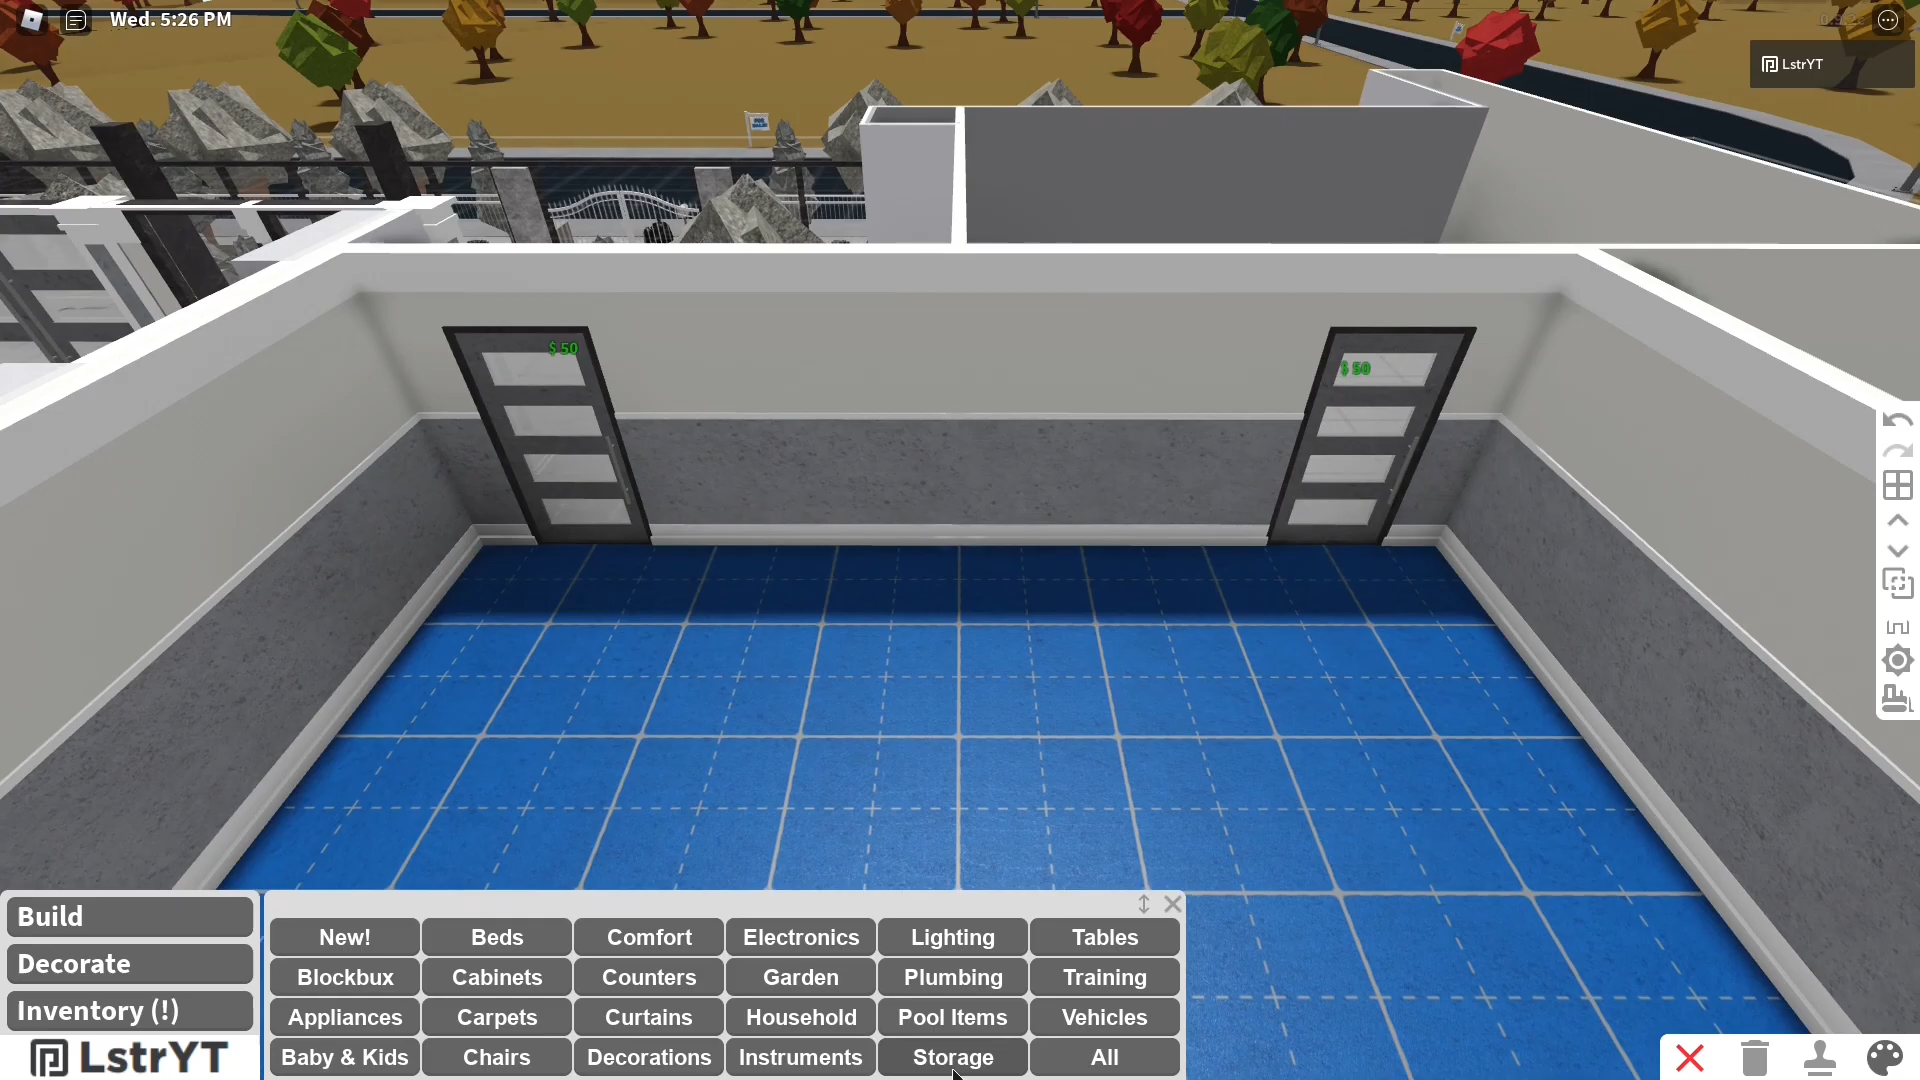 Wed. 5:26 PM
LstrYT
$ 50
$ 50
Build
Decorate
Inventory (!)
LstrYT
New!
Beds
Comfort
Electronics
Lighting
Tables
Blockbux
Cabinets
Counters
Garden
Plumbing
Training
Appliances
Carpets
Curtains
Household
Pool Items
Vehicles
Baby & Kids
Chairs
Decorations
Instruments
Storage
All